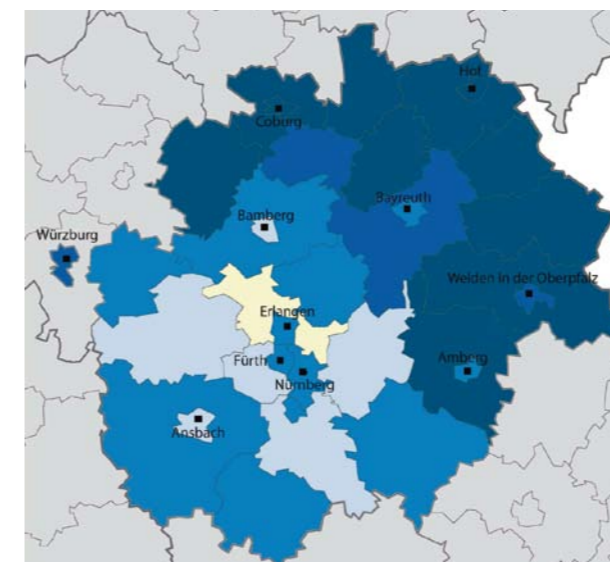 Hof
Coburg
Bayreuth
Bamberg
Würzburg
Weiden in der Oberpfalz
Erlangen
Fürth
Amberg
Nürnberg
Ansbach